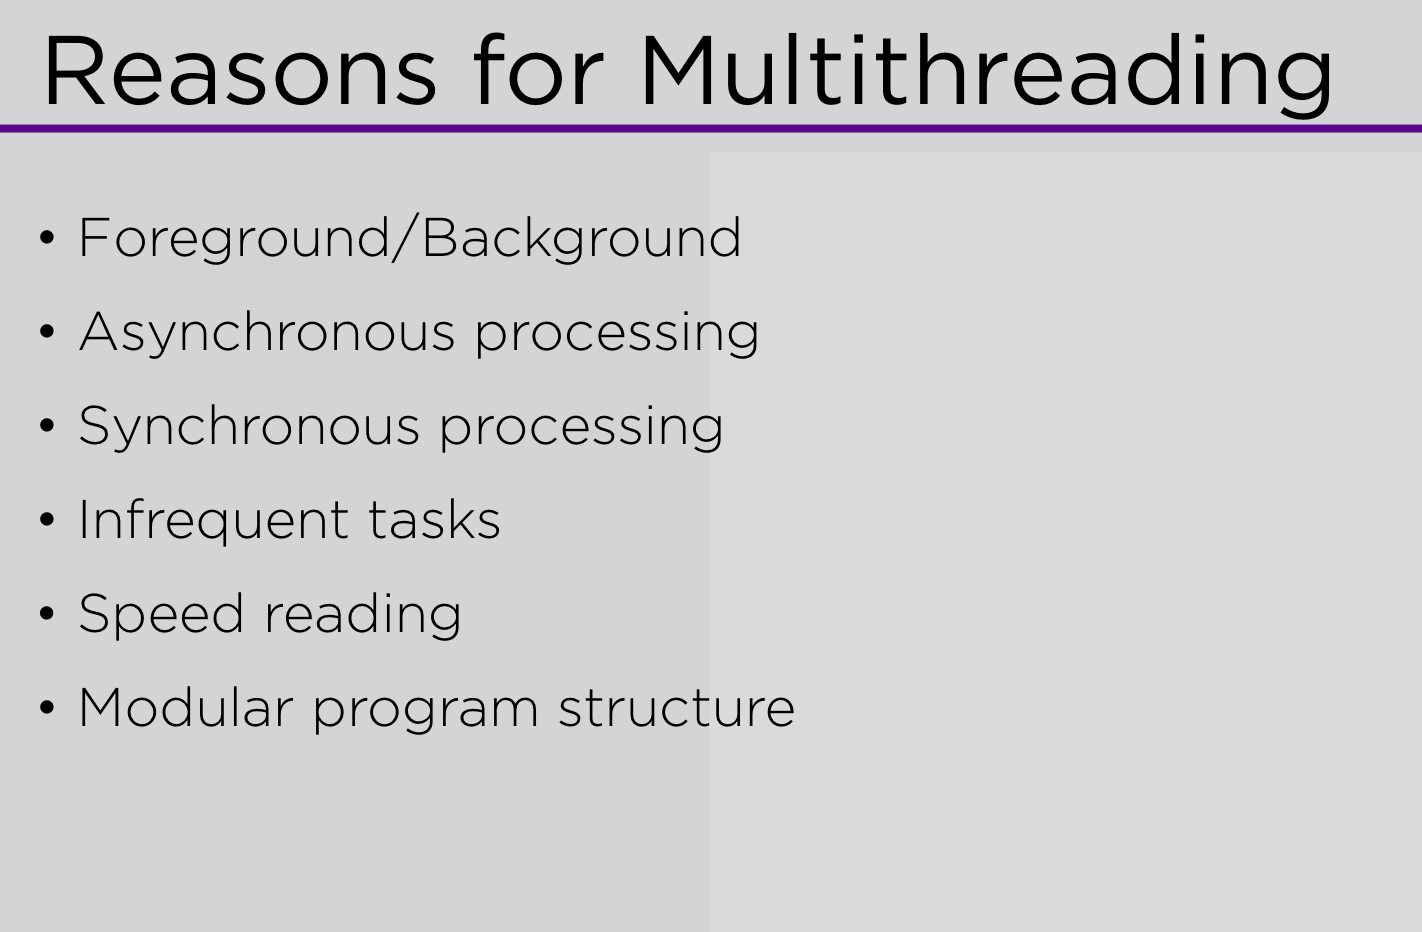 Reasons for Multithreading
• Foreground/Background
• Asynchronous processing
• Synchronous processing
• Infrequent tasks
• Speed reading
• Modular program structure